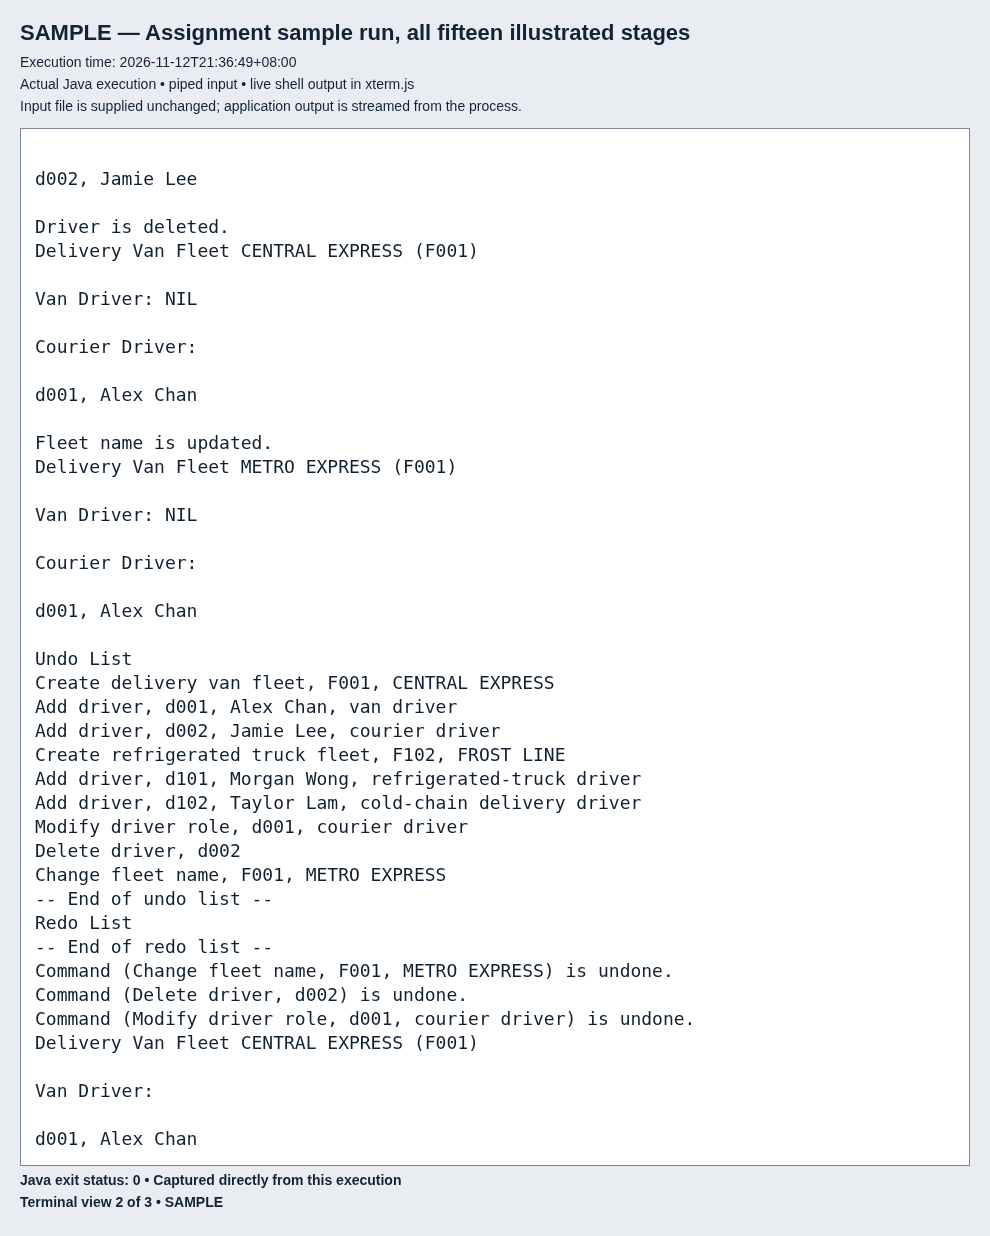 SAMPLE — Assignment sample run, all fifteen illustrated stages
Execution time: 2026-11-12T21:36:49+08:00
Actual Java execution • piped input • live shell output in xterm.js
Input file is supplied unchanged; application output is streamed from the process.
d002, Jamie Lee
Driver is deleted.
Delivery Van Fleet CENTRAL EXPRESS (F001)
Van Driver: NIL
Courier Driver:
d001, Alex Chan
Fleet name is updated.
Delivery Van Fleet METRO EXPRESS (F001)
Van Driver: NIL
Courier Driver:
d001, Alex Chan
Undo List
Create delivery van fleet, F001, CENTRAL EXPRESS
Add driver, d001, Alex Chan, van driver
Add driver, d002, Jamie Lee, courier driver
Create refrigerated truck fleet, F102, FROST LINE
Add driver, d101, Morgan Wong, refrigerated-truck driver
Add driver, d102, Taylor Lam, cold-chain delivery driver
Modify driver role, d001, courier driver
Delete driver, d002
Change fleet name, F001, METRO EXPRESS
-- End of undo list --
Redo List
-- End of redo list --
Command (Change fleet name, F001, METRO EXPRESS) is undone.
Command (Delete driver, d002) is undone.
Command (Modify driver role, d001, courier driver) is undone.
Delivery Van Fleet CENTRAL EXPRESS (F001)
Van Driver:
d001, Alex Chan
Java exit status: 0 • Captured directly from this execution
Terminal view 2 of 3 • SAMPLE